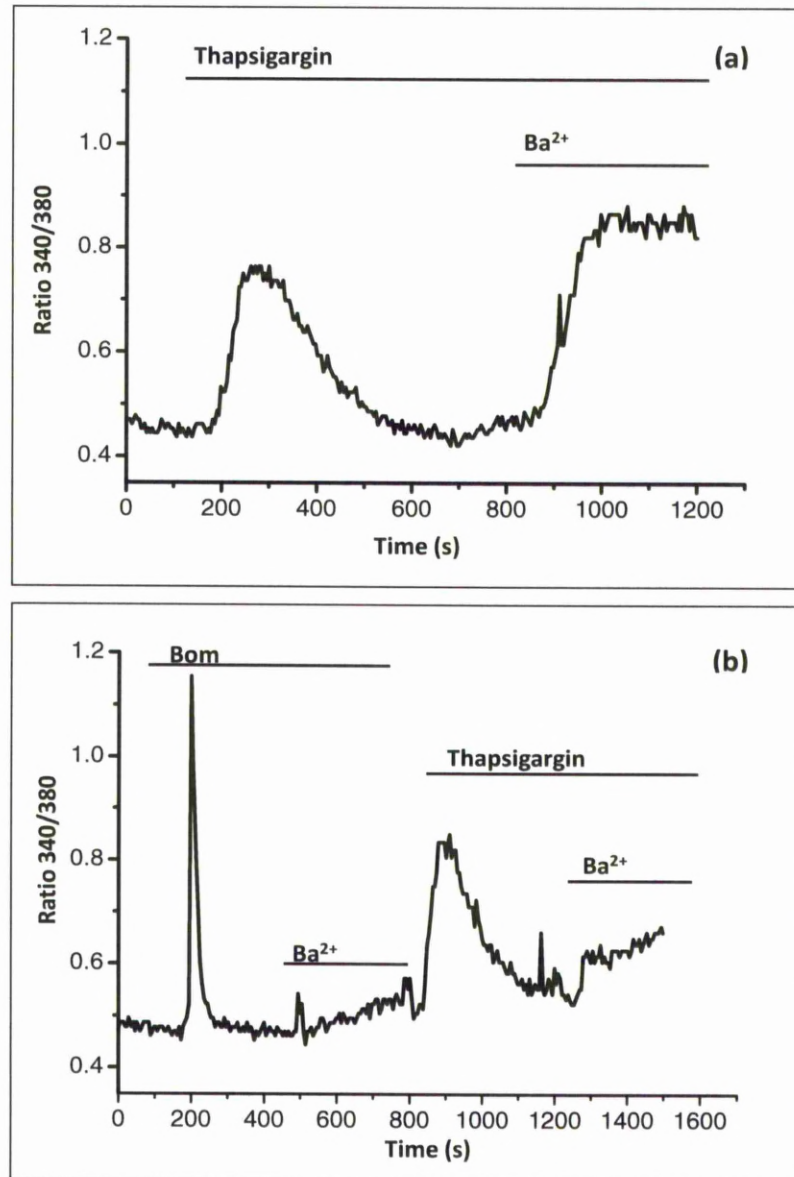 (a)
Thapsigargin
Ba²⁺
Ratio 340/380
1.2
1.0
0.8
0.6
0.4
0 200 400 600 800 1000 1200
Time (s)
(b)
Bom
Thapsigargin
Ba²⁺
Ba²⁺
Ratio 340/380
1.2
1.0
0.8
0.6
0.4
0 200 400 600 800 1000 1200 1400 1600
Time (s)